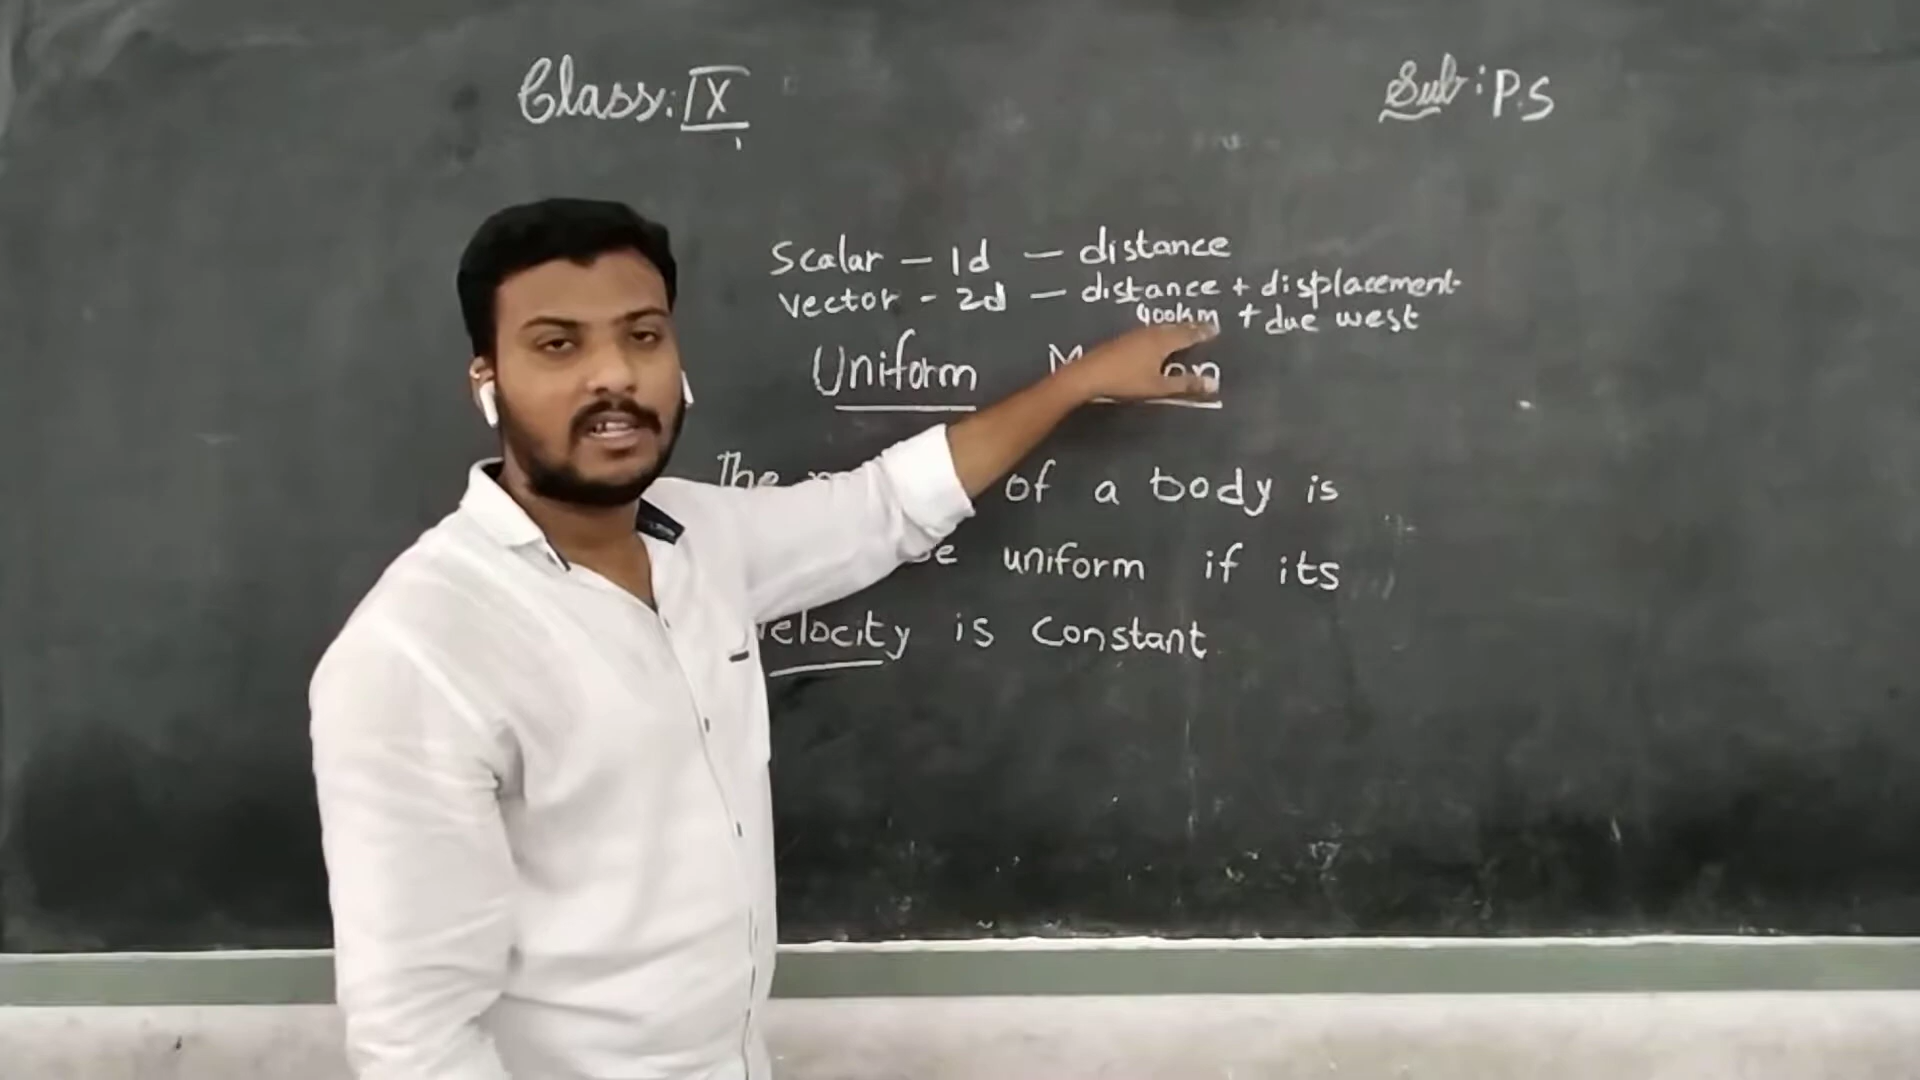 Class: IX
Sub: P.S
Scalar - 1d - distance
Vector - 2d - distance + displacement
400km + due west
Uniform
The of a body is
be uniform if its
velocity is constant